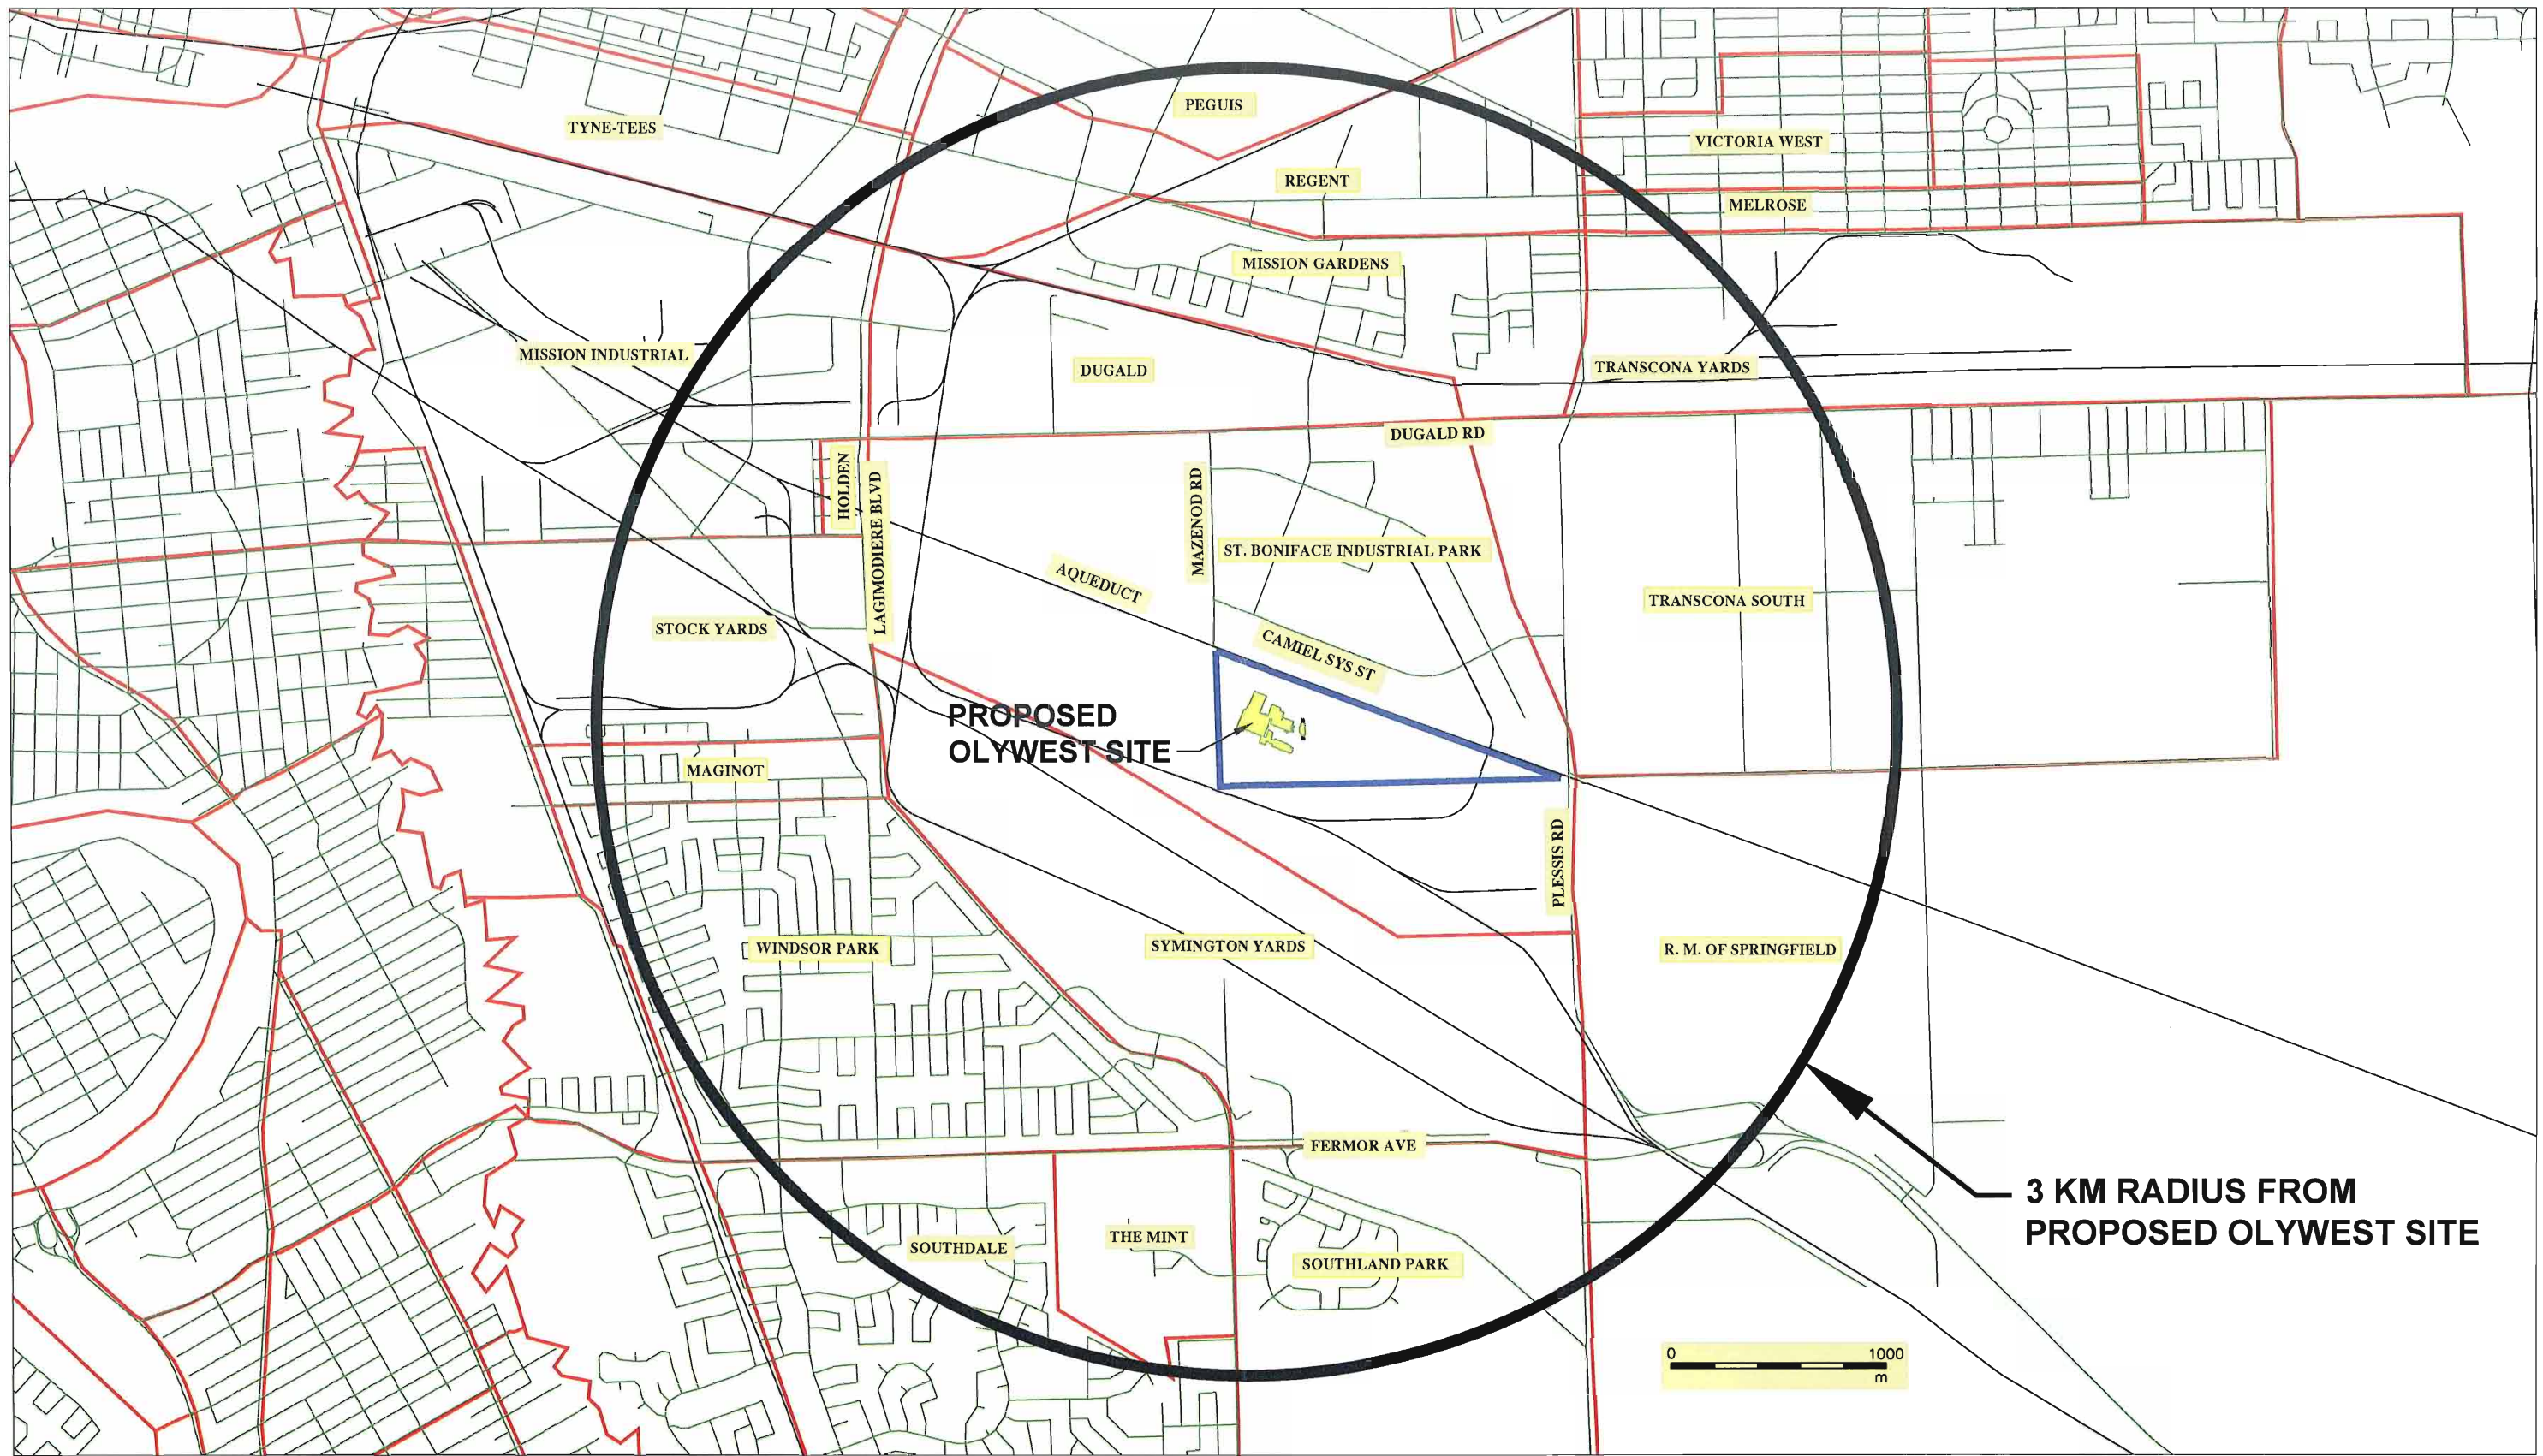 PEGUIS
TYNE-TEES
VICTORIA WEST
REGENT
MELROSE
MISSION GARDENS
MISSION INDUSTRIAL
DUGALD
TRANSCONA YARDS
DUGALD RD
HOLDEN
LAGIMODIERE BLVD
MAZENOD RD
ST. BONIFACE INDUSTRIAL PARK
AQUEDUCT
TRANSCONA SOUTH
STOCK YARDS
CAMIEL SYS ST
PROPOSED
OLYWEST SITE
MAGINOT
PLESSIS RD
WINDSOR PARK
SYMINGTON YARDS
R. M. OF SPRINGFIELD
FERMOR AVE
3 KM RADIUS FROM
PROPOSED OLYWEST SITE
THE MINT
SOUTHDALE
SOUTHLAND PARK
0 1000
m